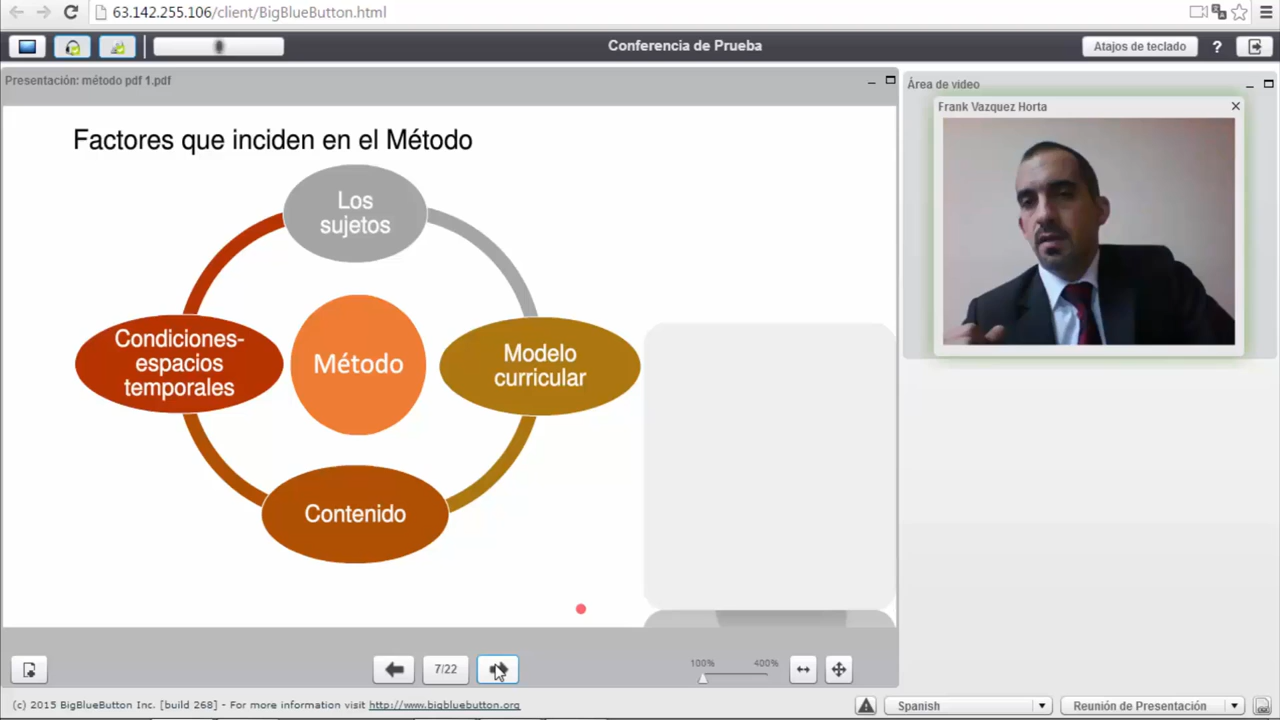 63.142.255.106/client/BigBlueButton.html
Conferencia de Prueba
Atajos de teclado
?
Presentación: método pdf 1.pdf
Área de video
Frank Vazquez Horta
Factores que inciden en el Método
Los
sujetos
Condiciones-
espacios
temporales
Método
Modelo
curricular
Contenido
7/22
100%
400%
(c) 2015 BigBlueButton Inc. [build 268] - For more information visit http://www.bigbluebutton.org
Spanish
Reunión de Presentación